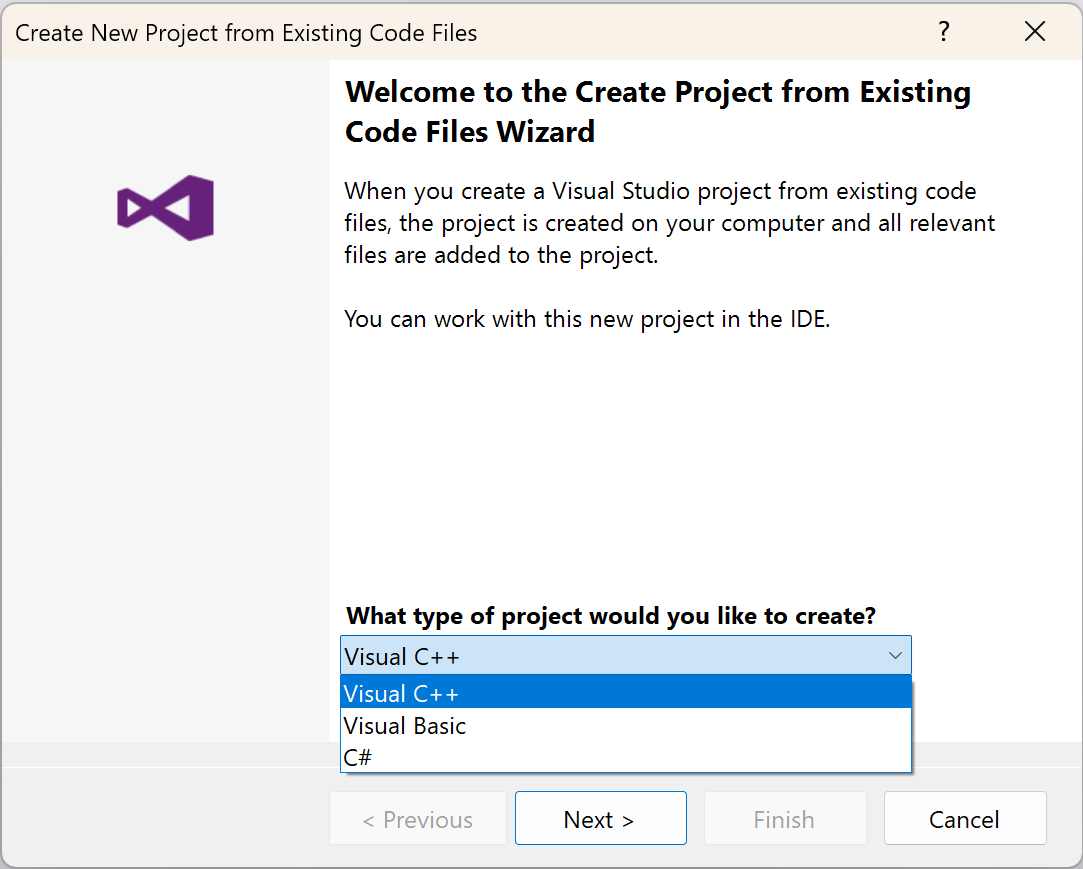 Create New Project from Existing Code Files
?
Welcome to the Create Project from Existing
Code Files Wizard
When you create a Visual Studio project from existing code
files, the project is created on your computer and all relevant
files are added to the project.
You can work with this new project in the IDE.
What type of project would you like to create?
Visual C++
Visual C++
Visual Basic
C#
< Previous
Next >
Finish
Cancel